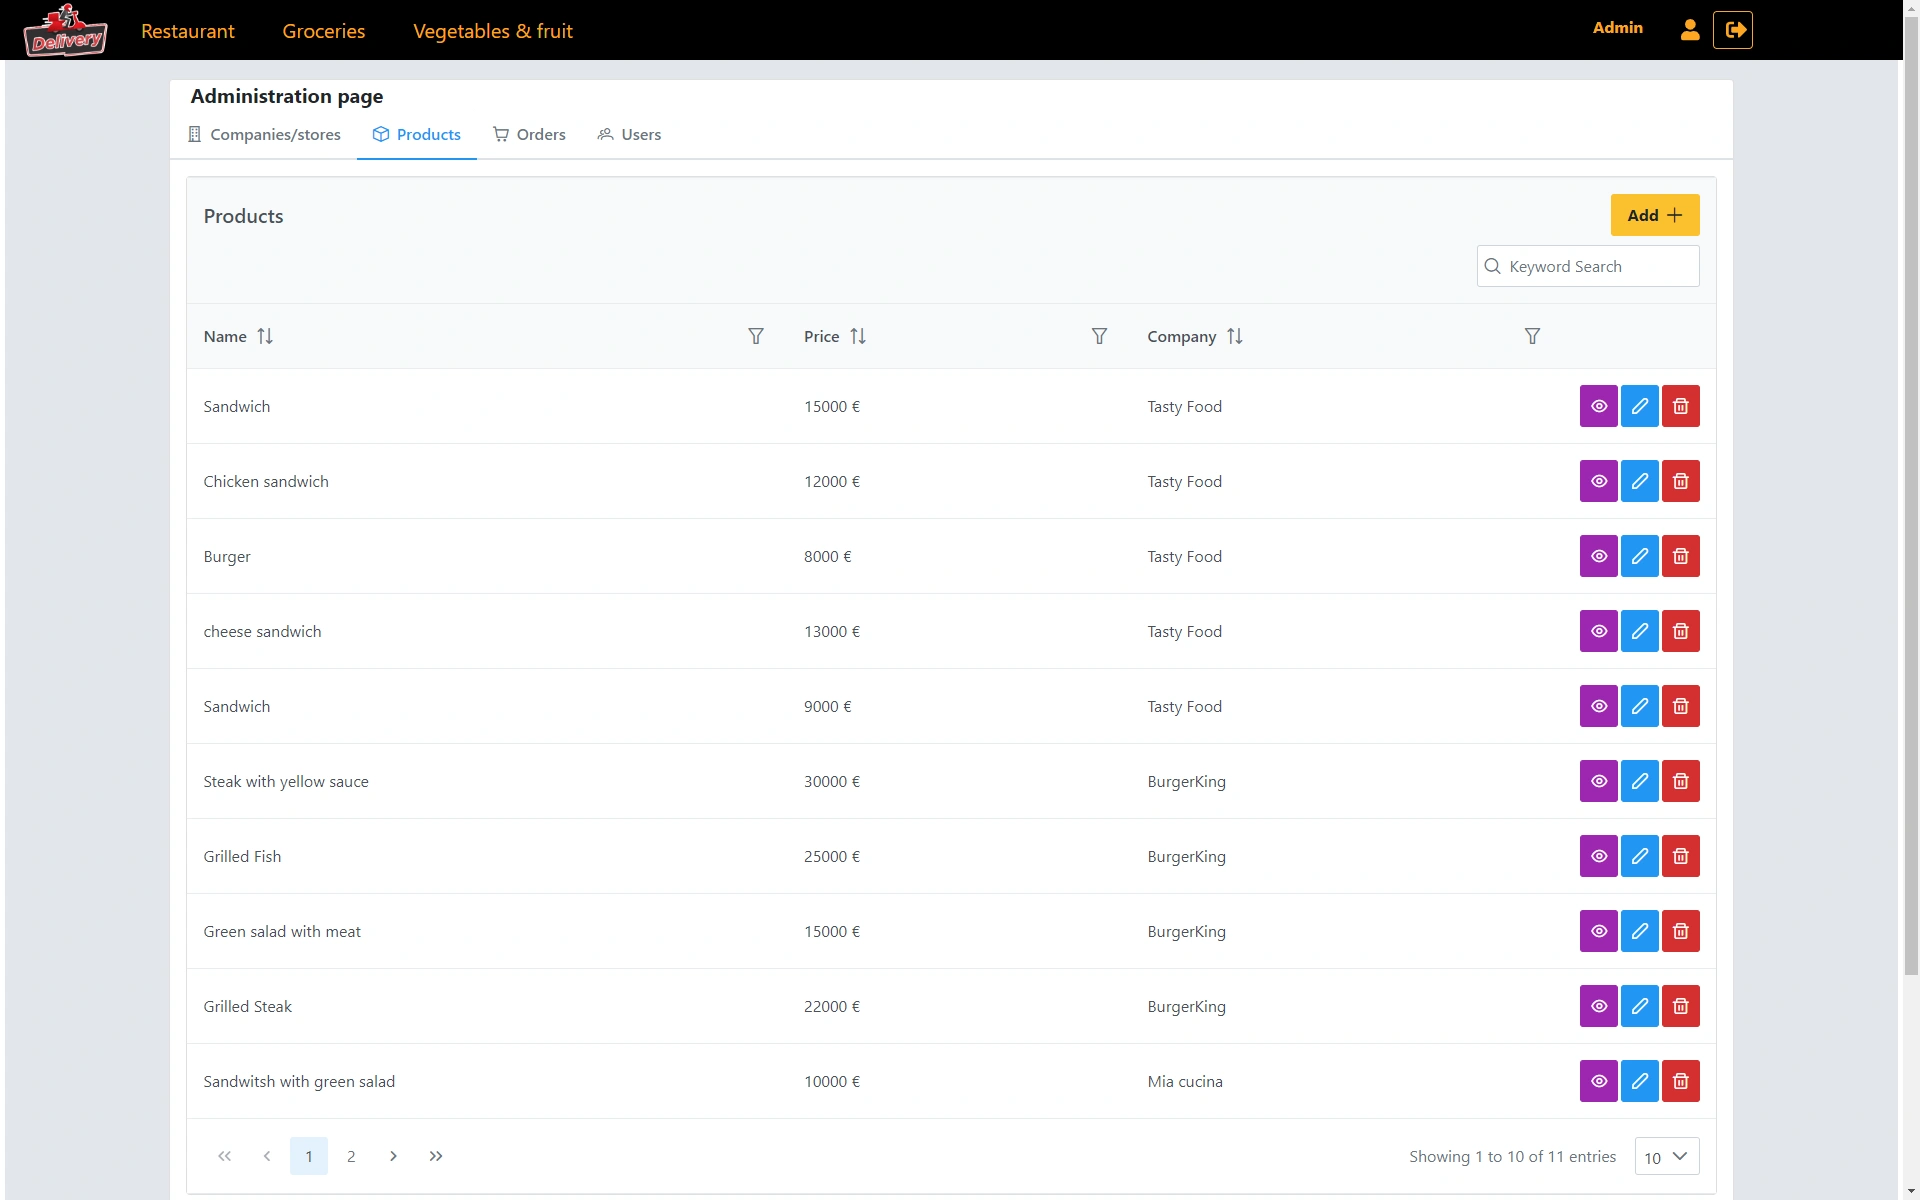 Delivery
Restaurant Groceries Vegetables & fruit Admin
Administration page
Companies/stores Products Orders Users
Products Add
Keyword Search
Name Price Company
Sandwich 15000 € Tasty Food
Chicken sandwich 12000 € Tasty Food
Burger 8000 € Tasty Food
cheese sandwich 13000 € Tasty Food
Sandwich 9000 € Tasty Food
Steak with yellow sauce 30000 € BurgerKing
Grilled Fish 25000 € BurgerKing
Green salad with meat 15000 € BurgerKing
Grilled Steak 22000 € BurgerKing
Sandwitsh with green salad 10000 € Mia cucina
1 2 Showing 1 to 10 of 11 entries 10